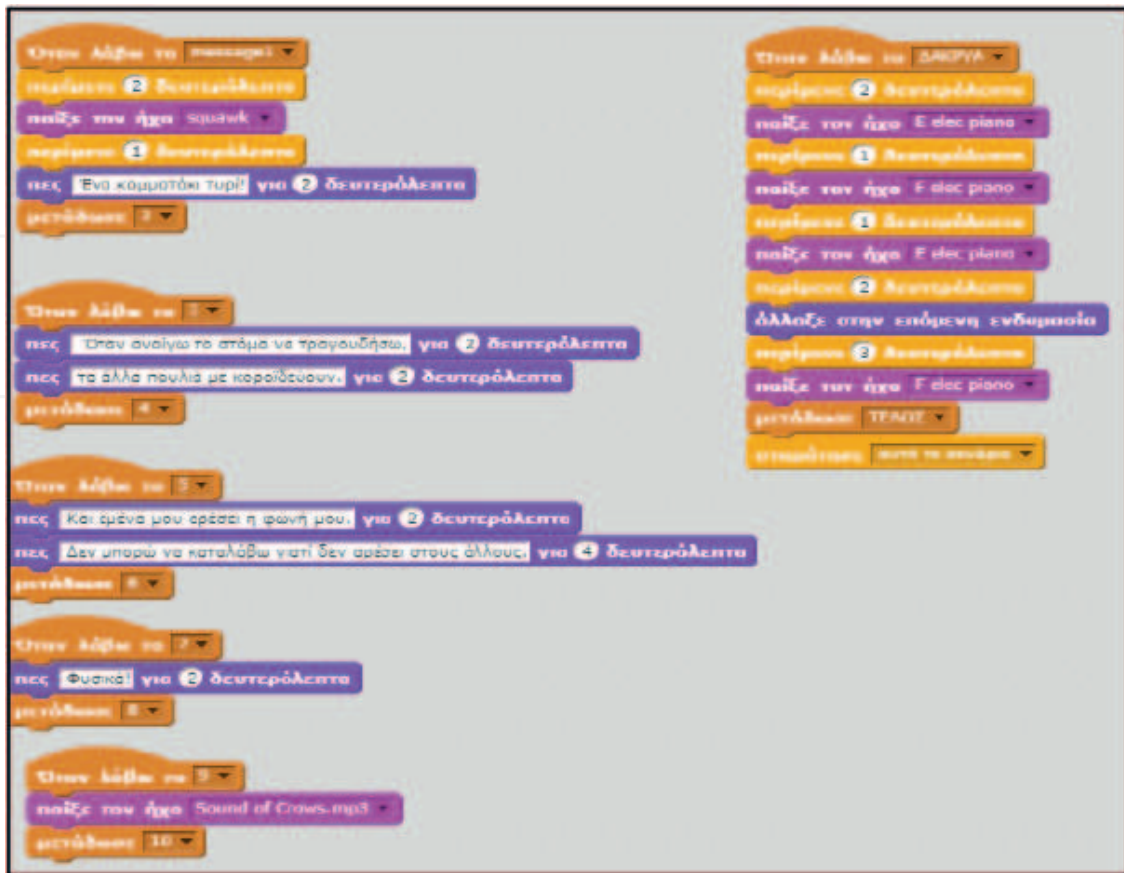 Όταν λάβω το message1
περίμενε 2 δευτερόλεπτα
παίξε τον ήχο squawk
περίμενε 1 δευτερόλεπτα
πες Ένα κομματάκι τυρί! για 2 δευτερόλεπτα
μετάδωσε
Όταν λάβω το
πες Όταν ανοίγω το στόμα να τραγουδήσω, για 2 δευτερόλεπτα
πες τα άλλα πουλιά με κοροϊδεύουν. για 2 δευτερόλεπτα
μετάδωσε 4
Όταν λάβω το 5
πες Και εμένα μου αρέσει η φωνή μου. για 2 δευτερόλεπτα
πες Δεν μπορώ να καταλάβω γιατί δεν αρέσει στους άλλους. για 4 δευτερόλεπτα
μετάδωσε 6
Όταν λάβω το 7
πες Φυσικά! για 2 δευτερόλεπτα
μετάδωσε 8
Όταν λάβω το 9
παίξε τον ήχο Sound of Crows.mp3
μετάδωσε 10
Όταν λάβω το ΔΑΚΡΥΑ
περίμενε 2 δευτερόλεπτα
παίξε τον ήχο E elec piano
περίμενε 1 δευτερόλεπτα
παίξε τον ήχο F elec piano
περίμενε 1 δευτερόλεπτα
παίξε τον ήχο E elec piano
περίμενε 2 δευτερόλεπτα
άλλαξε στην επόμενη ενδυμασία
περίμενε 3 δευτερόλεπτα
παίξε τον ήχο F elec piano
μετάδωσε ΤΕΛΟΣ
σταμάτησε αυτό το σενάριο